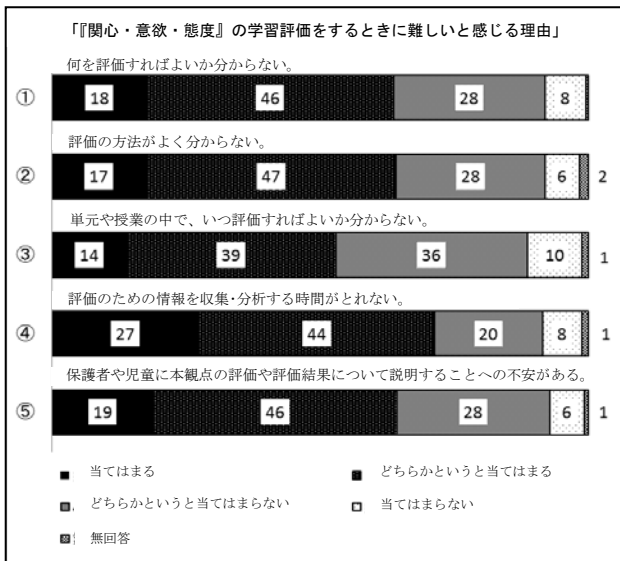 「『関心・意欲・態度』の学習評価をするときに難しいと感じる理由」
何を評価すればよいか分からない。
① 18 46 28 8
評価の方法がよく分からない。
② 17 47 28 6 2
単元や授業の中で、いつ評価すればよいか分からない。
③ 14 39 36 10 1
評価のための情報を収集・分析する時間がとれない。
④ 27 44 20 8 1
保護者や児童に本観点の評価や評価結果について説明することへの不安がある。
⑤ 19 46 28 6 1
当てはまる どちらかというと当てはまる
どちらかというと当てはまらない 当てはまらない
無回答